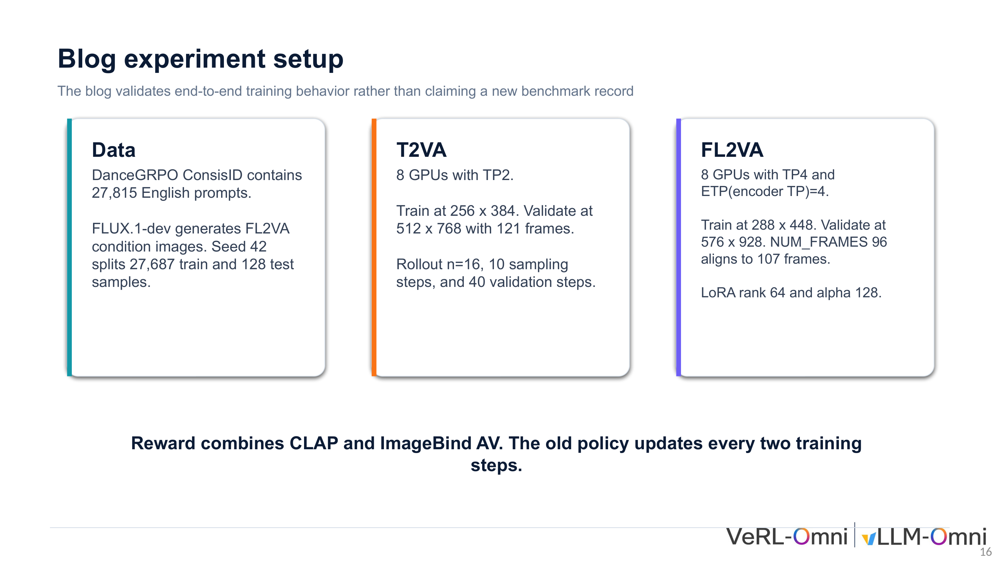 Blog experiment setup
The blog validates end-to-end training behavior rather than claiming a new benchmark record
Data
DanceGRPO ConsisID contains
27,815 English prompts.
FLUX.1-dev generates FL2VA
condition images. Seed 42
splits 27,687 train and 128 test
samples.
T2VA
8 GPUs with TP2.
Train at 256 x 384. Validate at
512 x 768 with 121 frames.
Rollout n=16, 10 sampling
steps, and 40 validation steps.
FL2VA
8 GPUs with TP4 and
ETP(encoder TP)=4.
Train at 288 x 448. Validate at
576 x 928. NUM_FRAMES 96
aligns to 107 frames.
LoRA rank 64 and alpha 128.
Reward combines CLAP and ImageBind AV. The old policy updates every two training
steps.
VeRL-Omni | vLLM-Omni
16